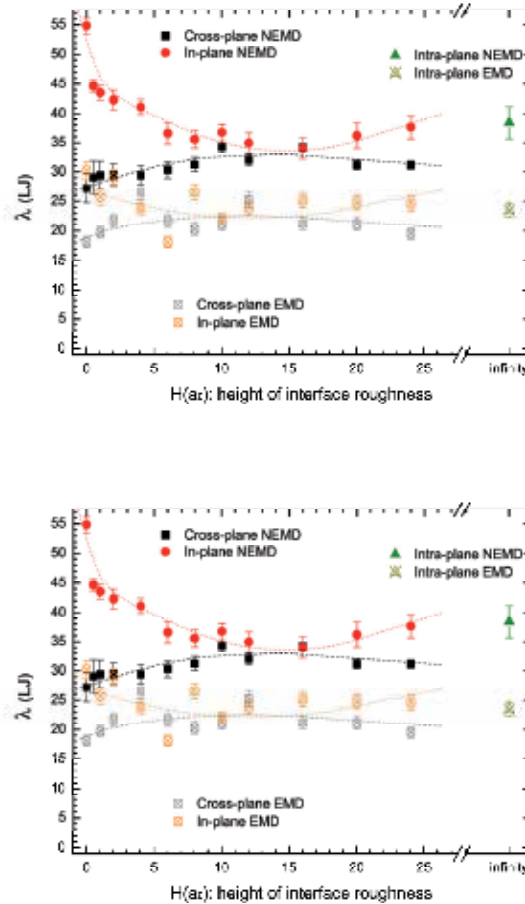 55
50
45
40
35
30
25
20
15
10
5
0
λ (LJ)
Cross-plane NEMD
In-plane NEMD
Intra-plane NEMD
Intra-plane EMD
Cross-plane EMD
In-plane EMD
0 5 10 15 20 25 infinity
H(a₀): height of interface roughness
55
50
45
40
35
30
25
20
15
10
5
0
λ (LJ)
Cross-plane NEMD
In-plane NEMD
Intra-plane NEMD
Intra-plane EMD
Cross-plane EMD
In-plane EMD
0 5 10 15 20 25 infinity
H(a₀): height of interface roughness